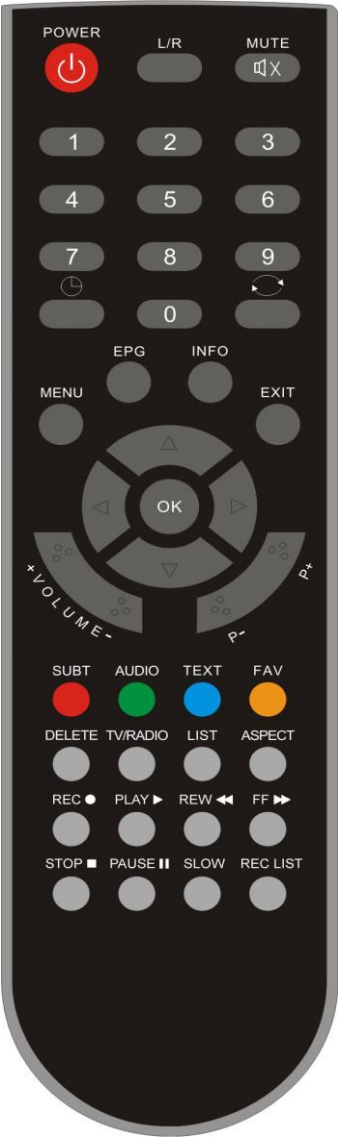 POWER L/R MUTE
1 2 3
4 5 6
7 8 9
0
EPG INFO
MENU EXIT
OK
+VOLUME- P- P+
SUBT AUDIO TEXT FAV
DELETE TV/RADIO LIST ASPECT
REC ● PLAY ▶ REW ◀◀ FF ▶▶
STOP ■ PAUSE ❚❚ SLOW REC LIST